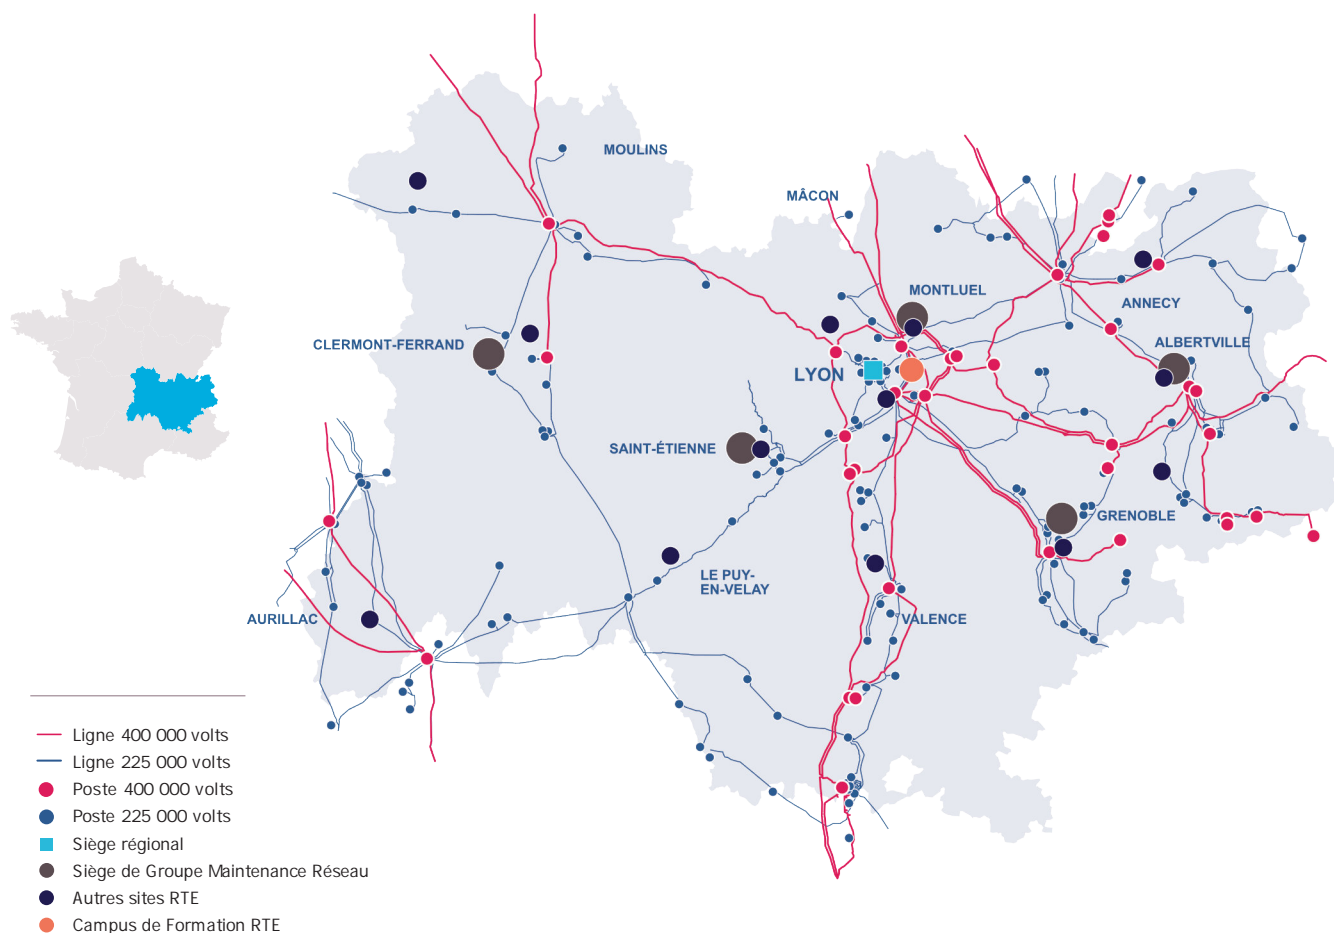 MOULINS
MÂCON
MONTLUEL
ANNECY
CLERMONT-FERRAND
ALBERTVILLE
LYON
SAINT-ÉTIENNE
GRENOBLE
LE PUY-
EN-VELAY
AURILLAC
VALENCE
Ligne 400 000 volts
Ligne 225 000 volts
Poste 400 000 volts
Poste 225 000 volts
Siège régional
Siège de Groupe Maintenance Réseau
Autres sites RTE
Campus de Formation RTE